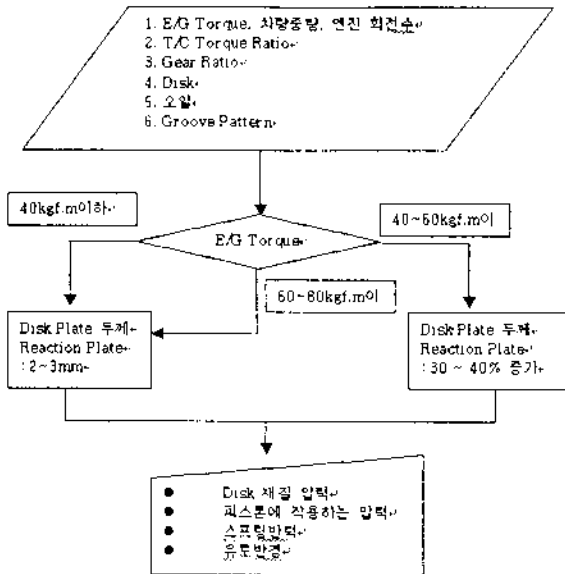 1. E/G Torque, 차량중량, 엔진 회전수
2. T/C Torque Ratio
3. Gear Ratio
4. Disk
5. 오일
6. Groove Pattern
40kgf.m이하
40~60kgf.m이
E/G Torque
60~80kgf.m이
Disk Plate 두께
Reaction Plate
:2~3mm
Disk Plate 두께
Reaction Plate
:30 ~ 40% 증가
● Disk 재질 압력
● 피스톤에 작용하는 압력
● 스프링반력
● 유로반경